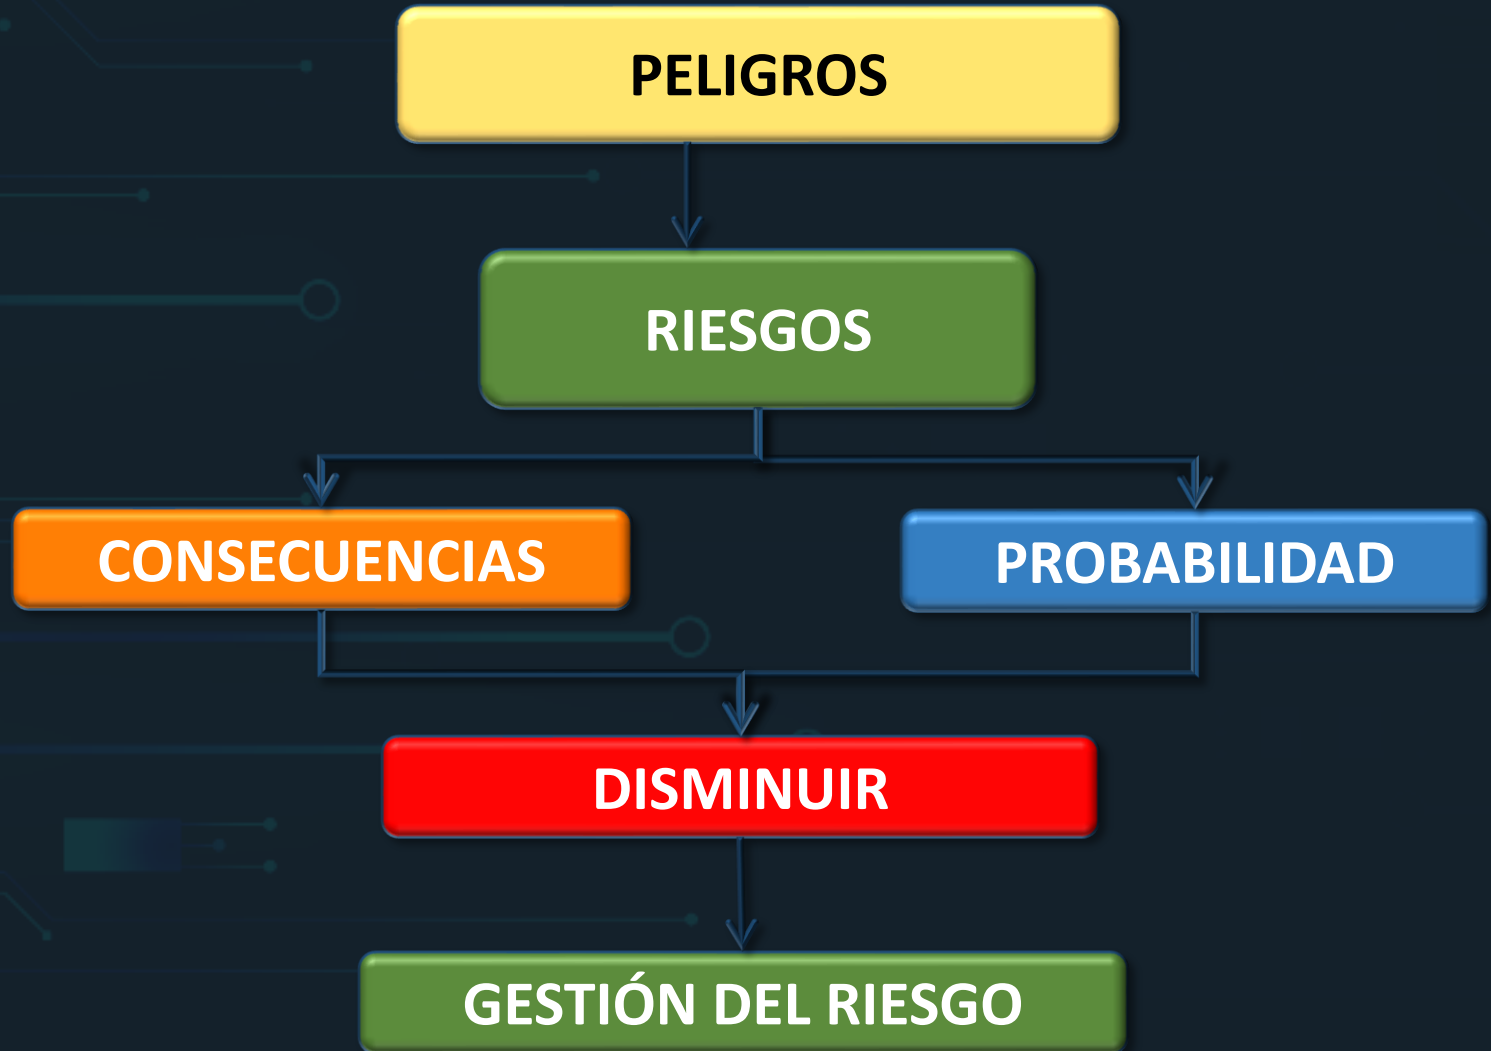 PELIGROS
RIESGOS
CONSECUENCIAS
PROBABILIDAD
DISMINUIR
GESTIÓN DEL RIESGO